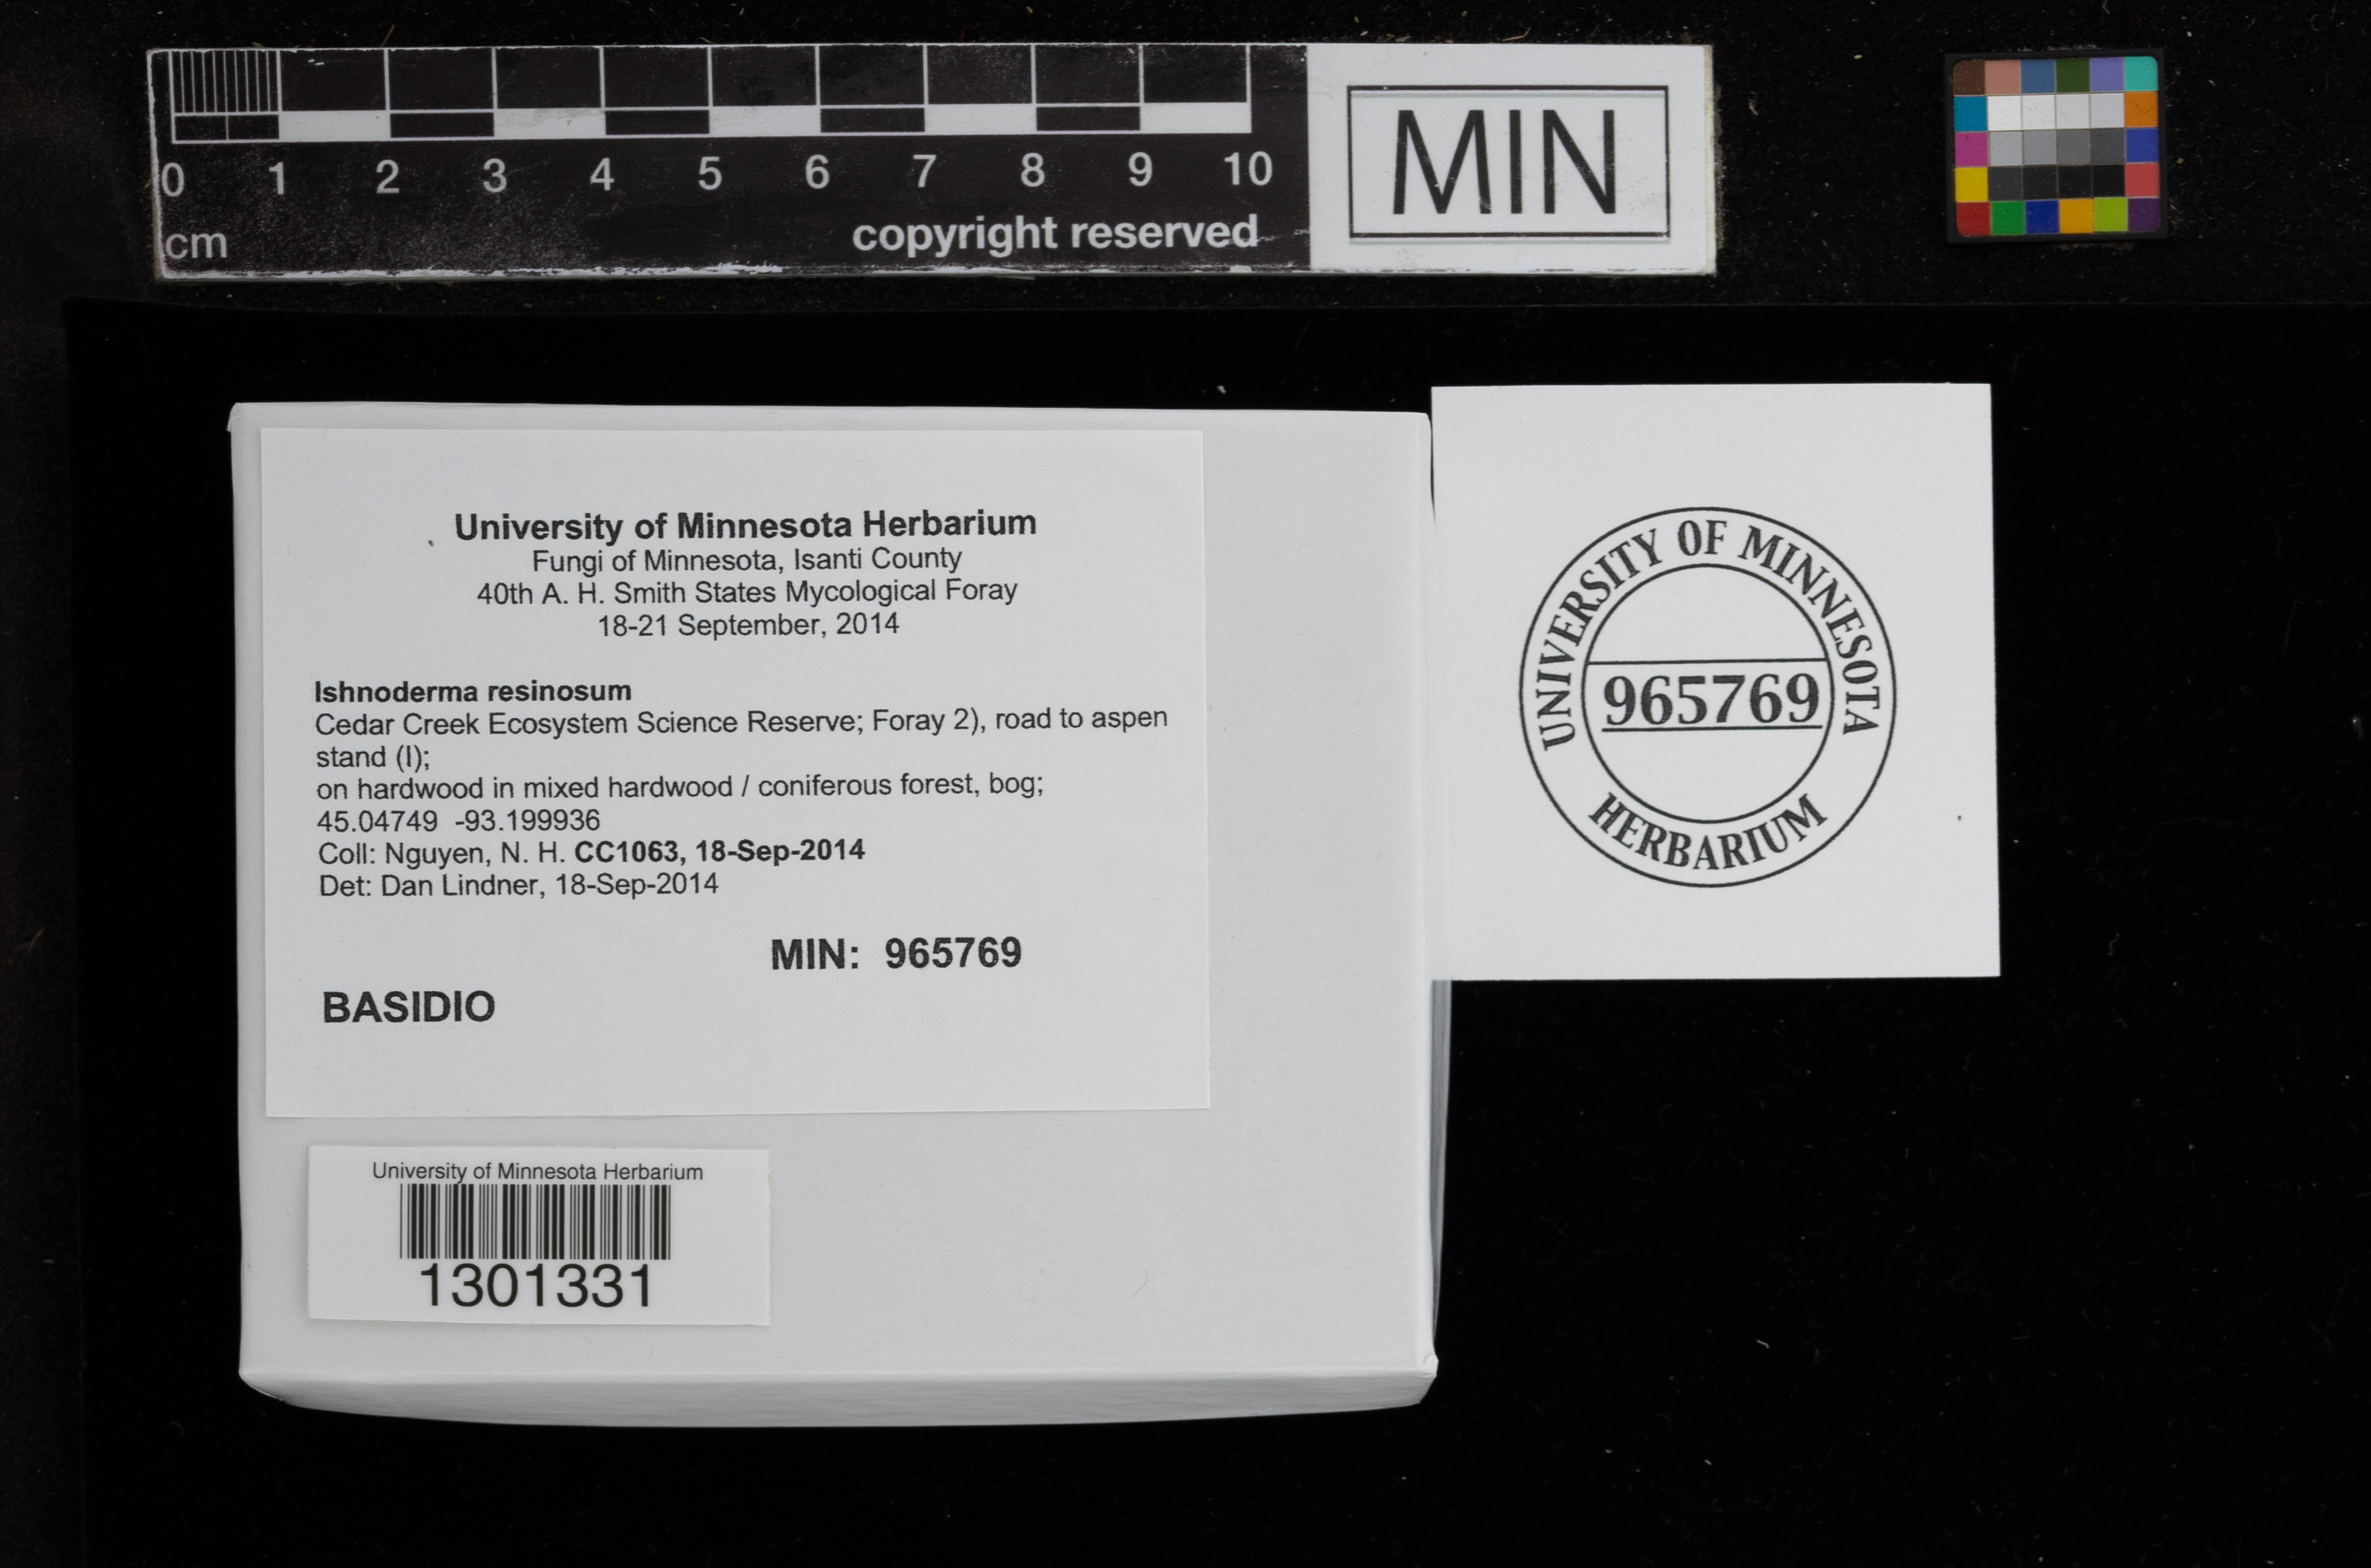 0 1 2 3 4 5 6 7 8 9 10
cm
copyright reserved
MIN
University of Minnesota Herbarium
Fungi of Minnesota, Isanti County
40th A. H. Smith States Mycological Foray
18-21 September, 2014
Ishnoderma resinosum
Cedar Creek Ecosystem Science Reserve; Foray 2), road to aspen
stand (I);
on hardwood in mixed hardwood / coniferous forest, bog;
45.04749 -93.199936
Coll: Nguyen, N. H. CC1063, 18-Sep-2014
Det: Dan Lindner, 18-Sep-2014
MIN: 965769
BASIDIO
University of Minnesota Herbarium
1301331
UNIVERSITY OF MINNESOTA
965769
HERBARIUM